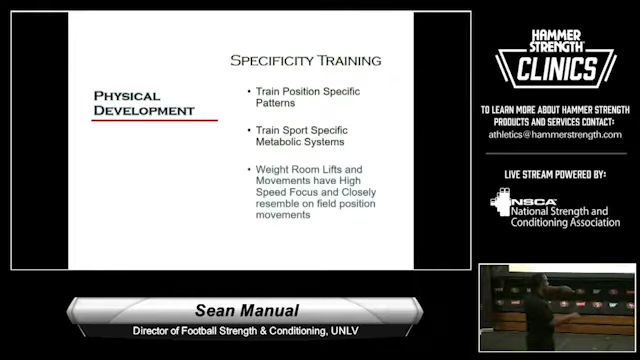 SPECIFICITY TRAINING
PHYSICAL
DEVELOPMENT
• Train Position Specific
Patterns
• Train Sport Specific
Metabolic Systems
• Weight Room Lifts and
Movements have High
Speed Focus and Closely
resemble on field position
movements
Sean Manual
Director of Football Strength & Conditioning, UNLV
HAMMER
STRENGTH
CLINICS
TO LEARN MORE ABOUT HAMMER STRENGTH
PRODUCTS AND SERVICES CONTACT:
athletics@hammerstrength.com
LIVE STREAM POWERED BY:
NSCA
National Strength and
Conditioning Association